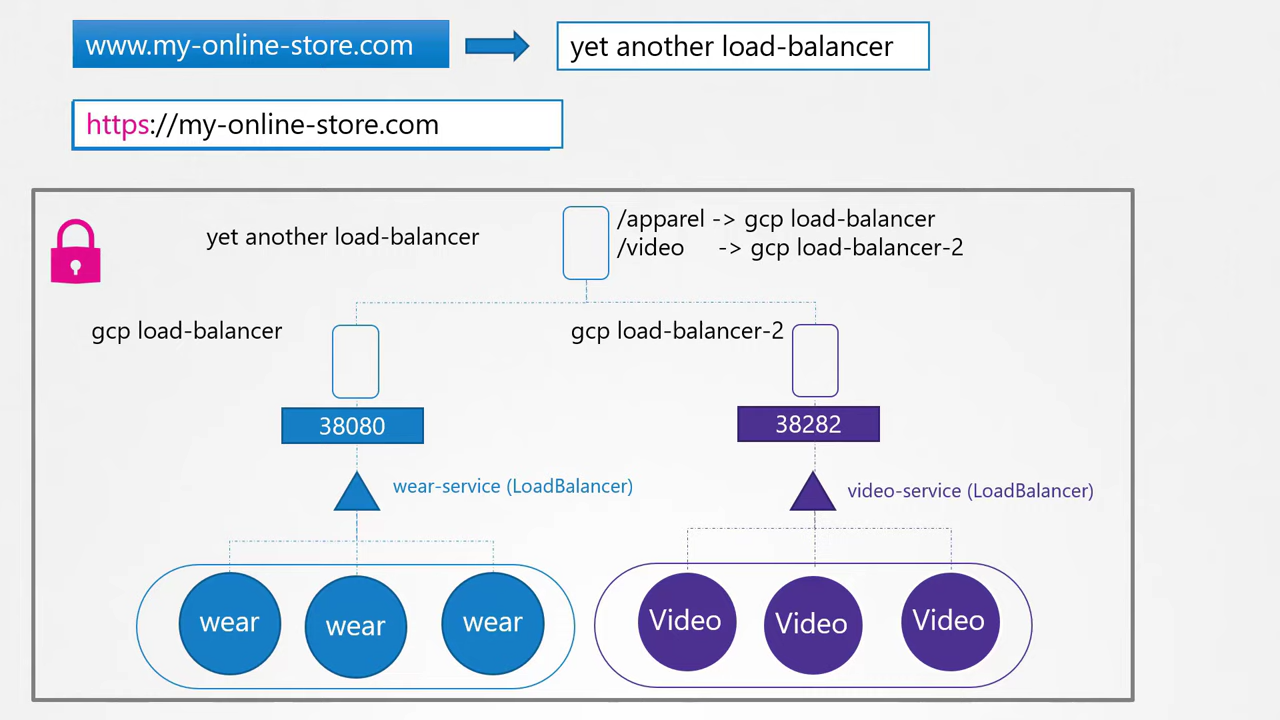 www.my-online-store.com
yet another load-balancer
https://my-online-store.com
yet another load-balancer
/apparel -> gcp load-balancer
/video -> gcp load-balancer-2
gcp load-balancer
gcp load-balancer-2
38080
38282
wear-service (LoadBalancer)
video-service (LoadBalancer)
wear
wear
wear
Video
Video
Video